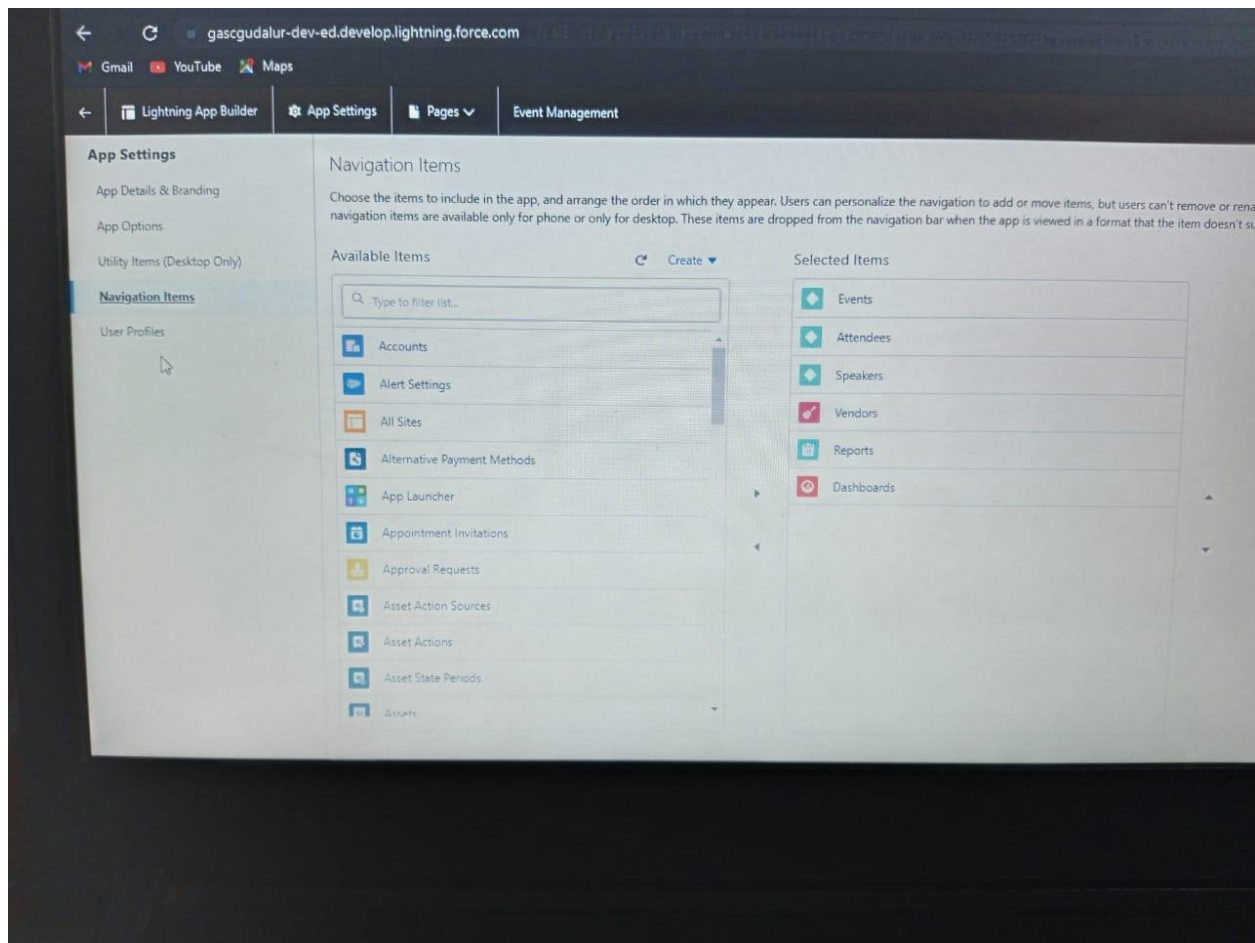 gascgudalur-dev-ed.develop.lightning.force.com
Gmail YouTube Maps
Lightning App Builder App Settings Pages Event Management
App Settings
App Details & Branding
App Options
Utility Items (Desktop Only)
Navigation Items
User Profiles
Navigation Items
Choose the items to include in the app, and arrange the order in which they appear. Users can personalize the navigation to add or move items, but users can't remove or rena
navigation items are available only for phone or only for desktop. These items are dropped from the navigation bar when the app is viewed in a format that the item doesn't su
Available Items
Create
Type to filter list...
Accounts
Alert Settings
All Sites
Alternative Payment Methods
App Launcher
Appointment Invitations
Approval Requests
Asset Action Sources
Asset Actions
Asset State Periods
Assets
Selected Items
Events
Attendees
Speakers
Vendors
Reports
Dashboards